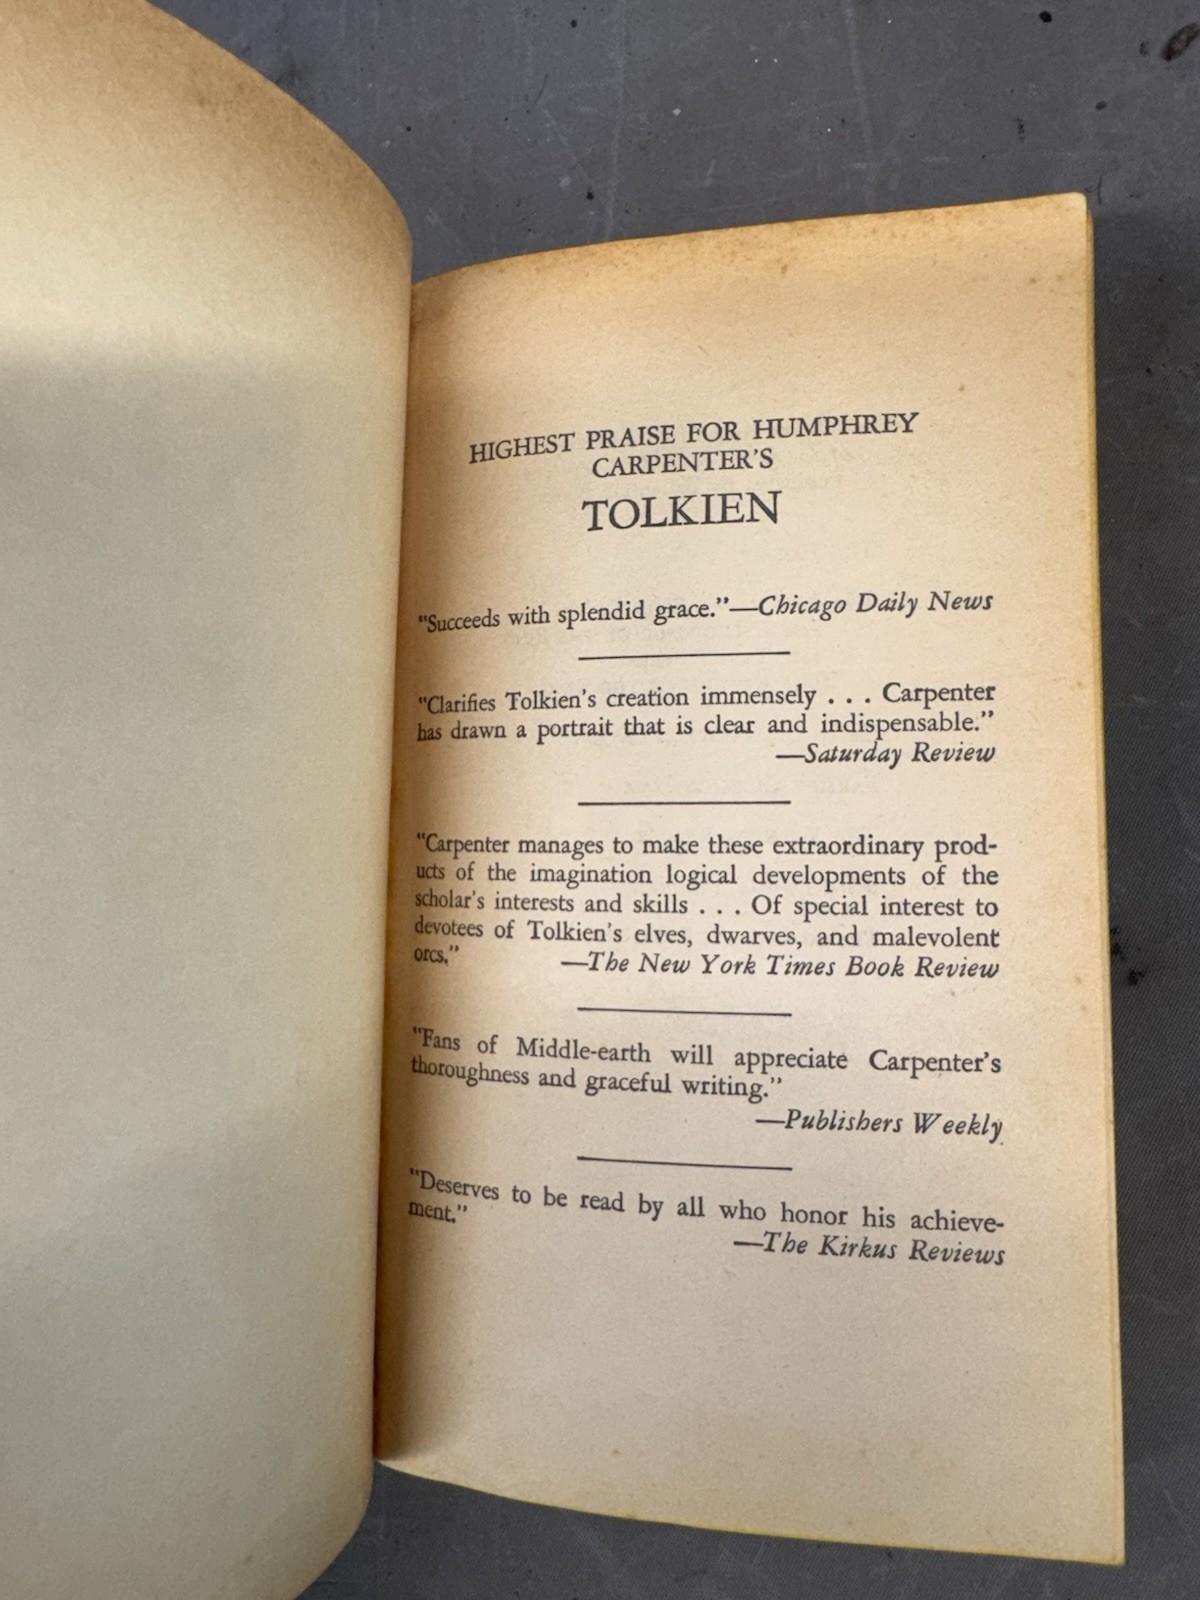 HIGHEST PRAISE FOR HUMPHREY
CARPENTER'S
TOLKIEN
"Succeeds with splendid grace."—Chicago Daily News
"Clarifies Tolkien's creation immensely . . . Carpenter
has drawn a portrait that is clear and indispensable."
—Saturday Review
"Carpenter manages to make these extraordinary prod-
ucts of the imagination logical developments of the
scholar's interests and skills . . . Of special interest to
devotees of Tolkien's elves, dwarves, and malevolent
orcs." —The New York Times Book Review
"Fans of Middle-earth will appreciate Carpenter's
thoroughness and graceful writing."
—Publishers Weekly
"Deserves to be read by all who honor his achieve-
ment."
—The Kirkus Reviews